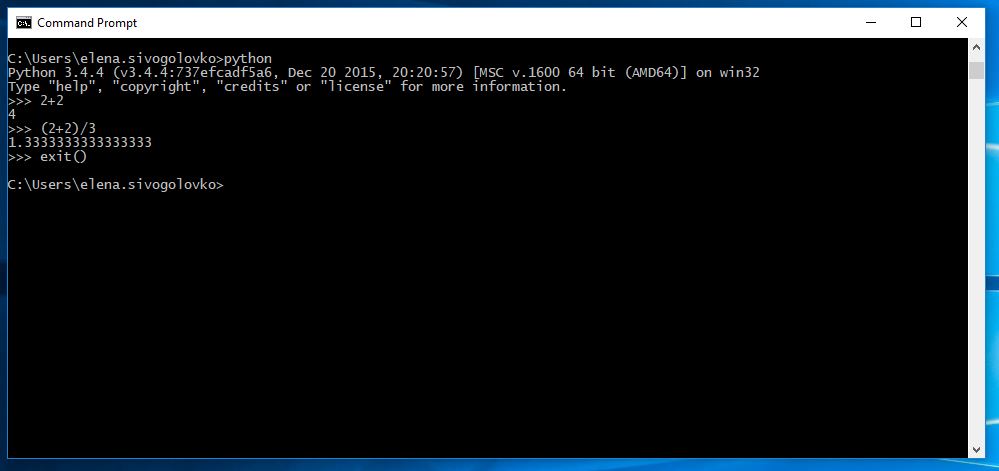 Command Prompt
C:\Users\elena.sivogolovko>python
Python 3.4.4 (v3.4.4:737efcadf5a6, Dec 20 2015, 20:20:57) [MSC v.1600 64 bit (AMD64)] on win32
Type "help", "copyright", "credits" or "license" for more information.
>>> 2+2
4
>>> (2+2)/3
1.3333333333333333
>>> exit()
C:\Users\elena.sivogolovko>